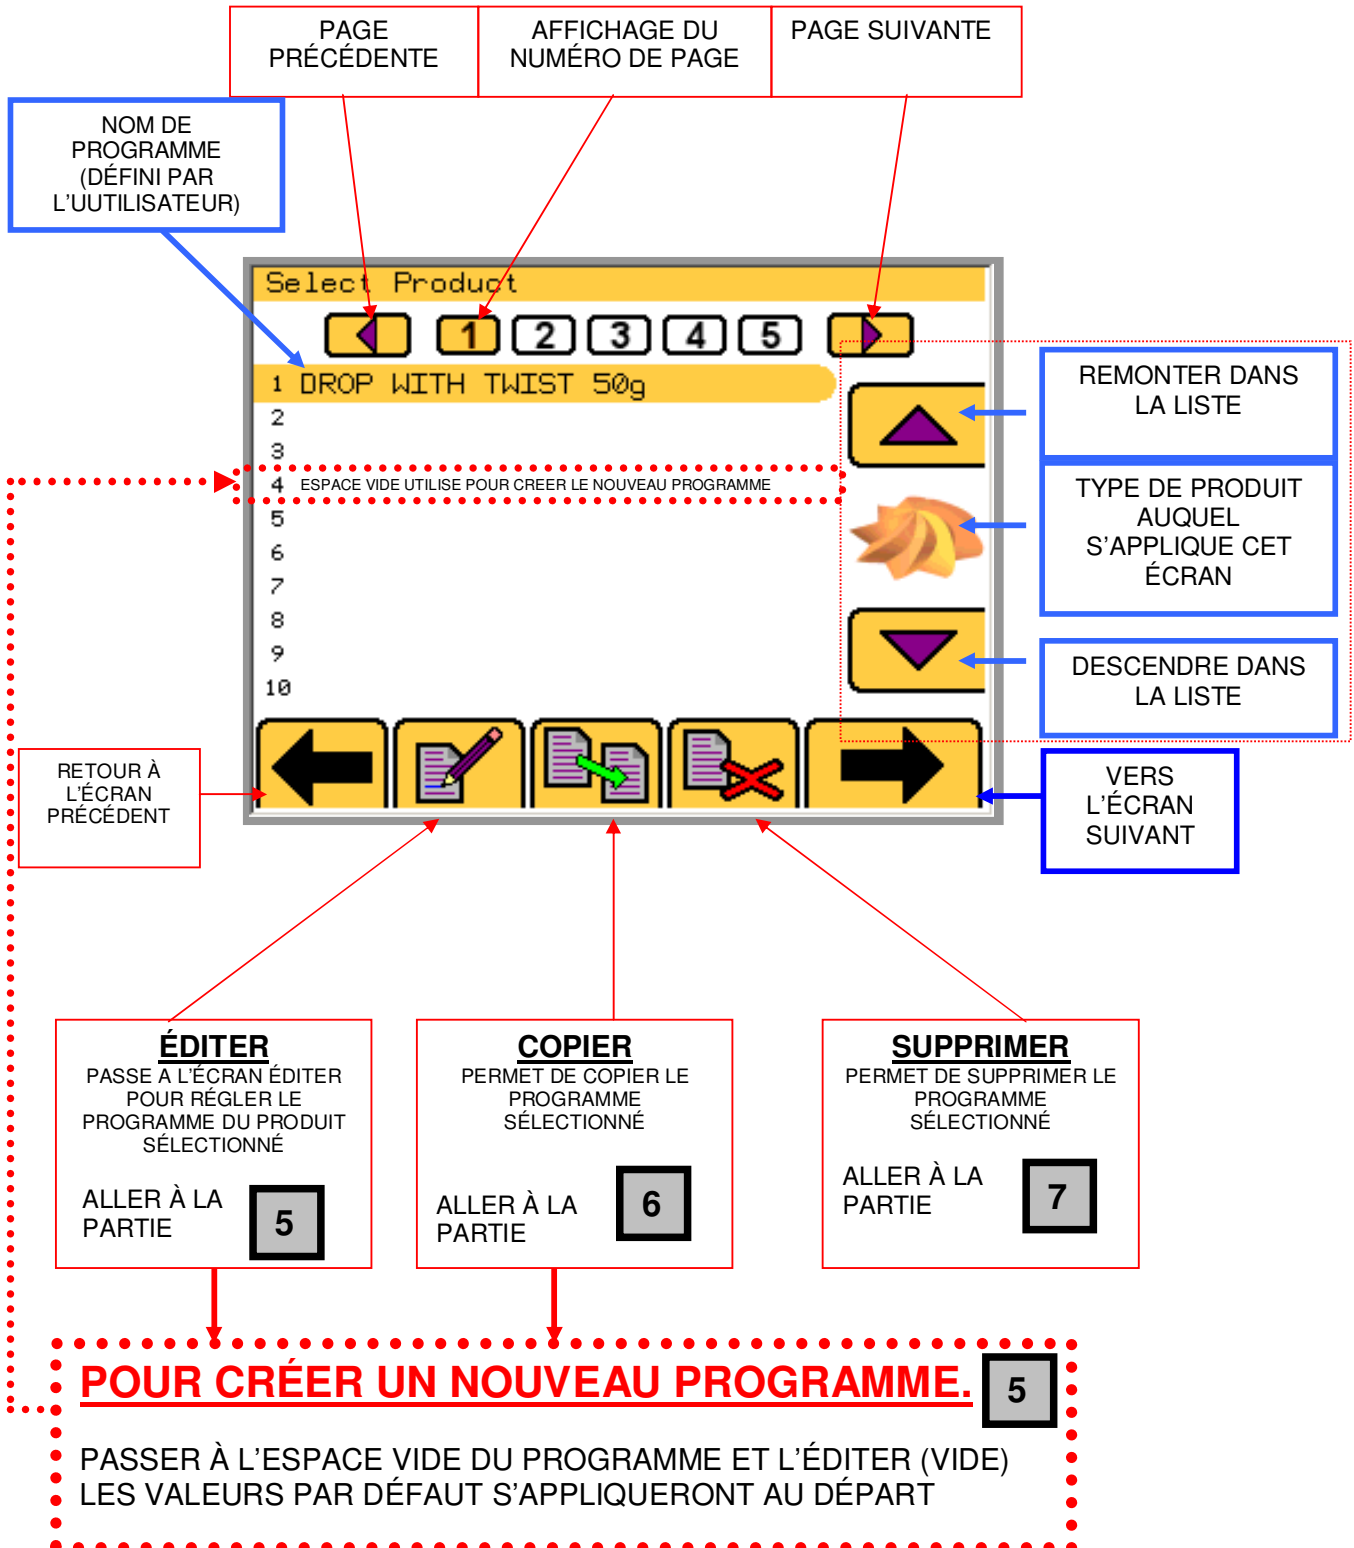 PAGE
PRÉCÉDENTE
AFFICHAGE DU
NUMÉRO DE PAGE
PAGE SUIVANTE
NOM DE
PROGRAMME
(DÉFINI PAR
L’UUTILISATEUR)
Select Product
1 2 3 4 5
1 DROP WITH TWIST 50g
2
3
4 ESPACE VIDE UTILISE POUR CREER LE NOUVEAU PROGRAMME
5
6
7
8
9
10
REMONTER DANS
LA LISTE
TYPE DE PRODUIT
AUQUEL
S’APPLIQUE CET
ÉCRAN
DESCENDRE DANS
LA LISTE
RETOUR À
L’ÉCRAN
PRÉCÉDENT
VERS
L’ÉCRAN
SUIVANT
ÉDITER
PASSE A L’ÉCRAN ÉDITER
POUR RÉGLER LE
PROGRAMME DU PRODUIT
SÉLECTIONNÉ
ALLER À LA
PARTIE
5
COPIER
PERMET DE COPIER LE
PROGRAMME
SÉLECTIONNÉ
ALLER À LA
PARTIE
6
SUPPRIMER
PERMET DE SUPPRIMER LE
PROGRAMME
SÉLECTIONNÉ
ALLER À LA
PARTIE
7
POUR CRÉER UN NOUVEAU PROGRAMME.
5
PASSER À L’ESPACE VIDE DU PROGRAMME ET L’ÉDITER (VIDE)
LES VALEURS PAR DÉFAUT S’APPLIQUERONT AU DÉPART